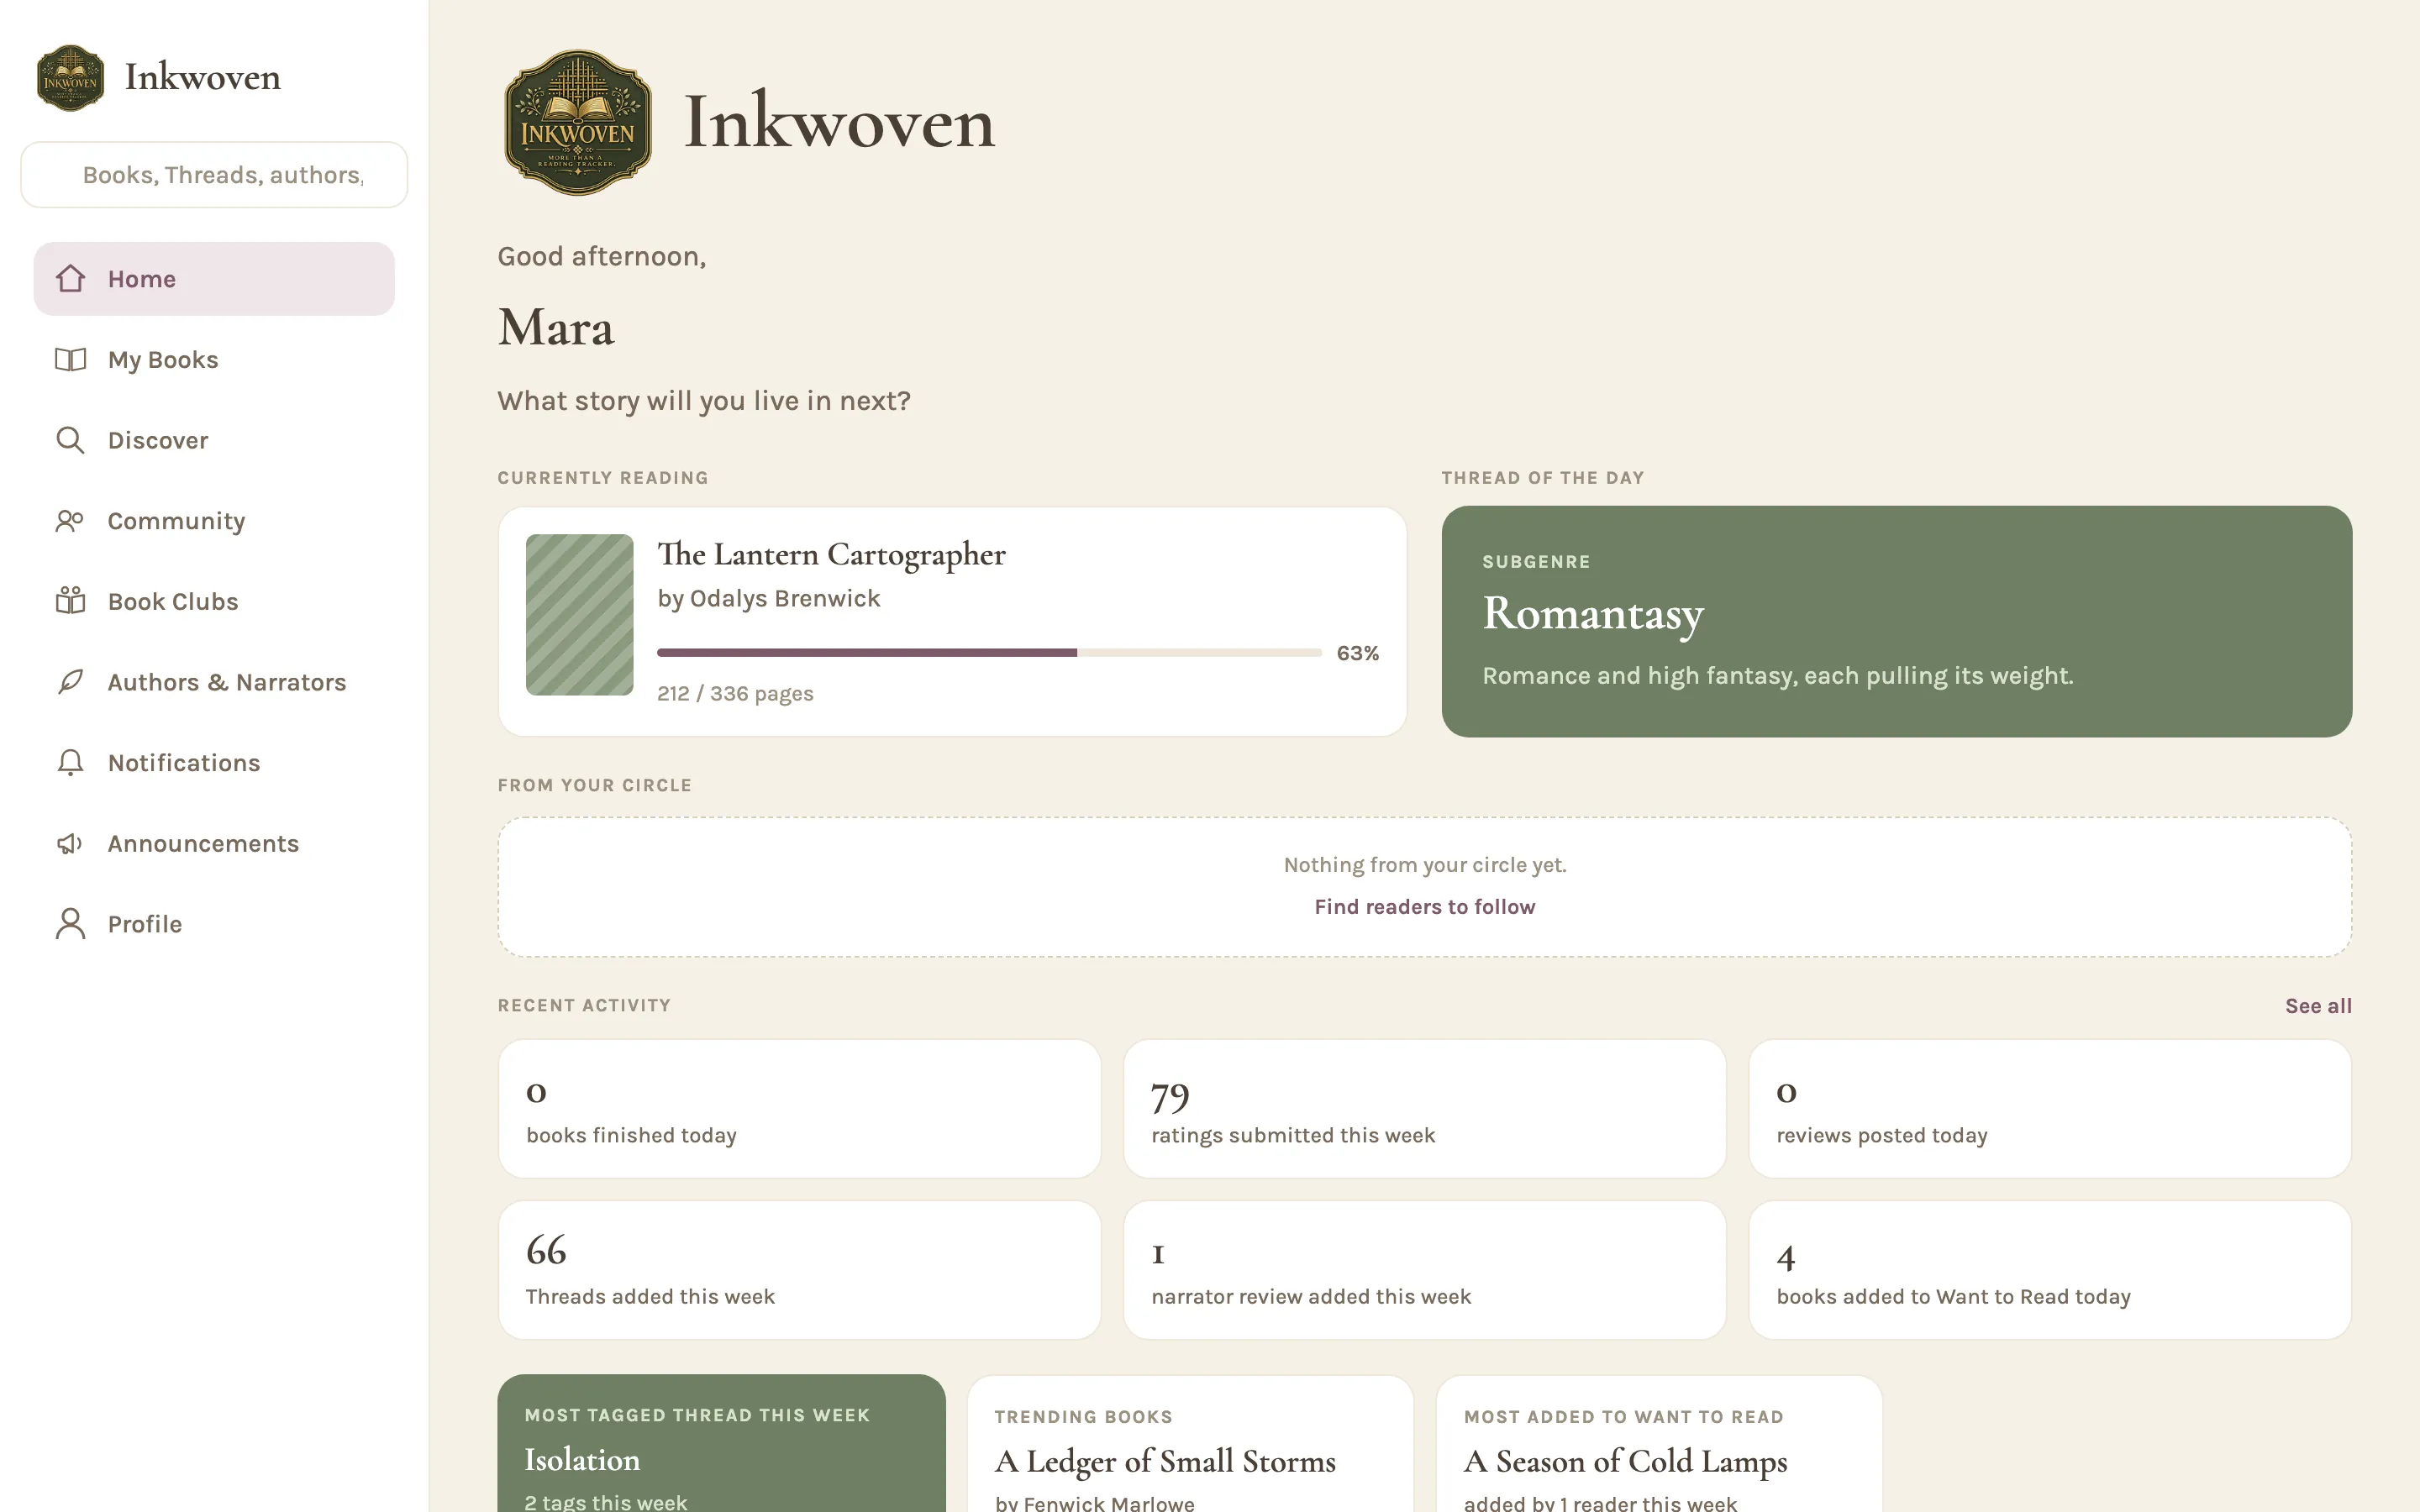 INKWOVEN
Inkwoven
Books, Threads, authors,
Home
My Books
Discover
Community
Book Clubs
Authors & Narrators
Notifications
Announcements
Profile
INKWOVEN
MORE THAN A
READING TRACKER.
Inkwoven
Good afternoon,
Mara
What story will you live in next?
CURRENTLY READING
The Lantern Cartographer
by Odalys Brenwick
63%
212 / 336 pages
THREAD OF THE DAY
SUBGENRE
Romantasy
Romance and high fantasy, each pulling its weight.
FROM YOUR CIRCLE
Nothing from your circle yet.
Find readers to follow
RECENT ACTIVITY
See all
0
books finished today
79
ratings submitted this week
0
reviews posted today
66
Threads added this week
1
narrator review added this week
4
books added to Want to Read today
MOST TAGGED THREAD THIS WEEK
Isolation
2 tags this week
TRENDING BOOKS
A Ledger of Small Storms
by Fenwick Marlowe
MOST ADDED TO WANT TO READ
A Season of Cold Lamps
added by 1 reader this week